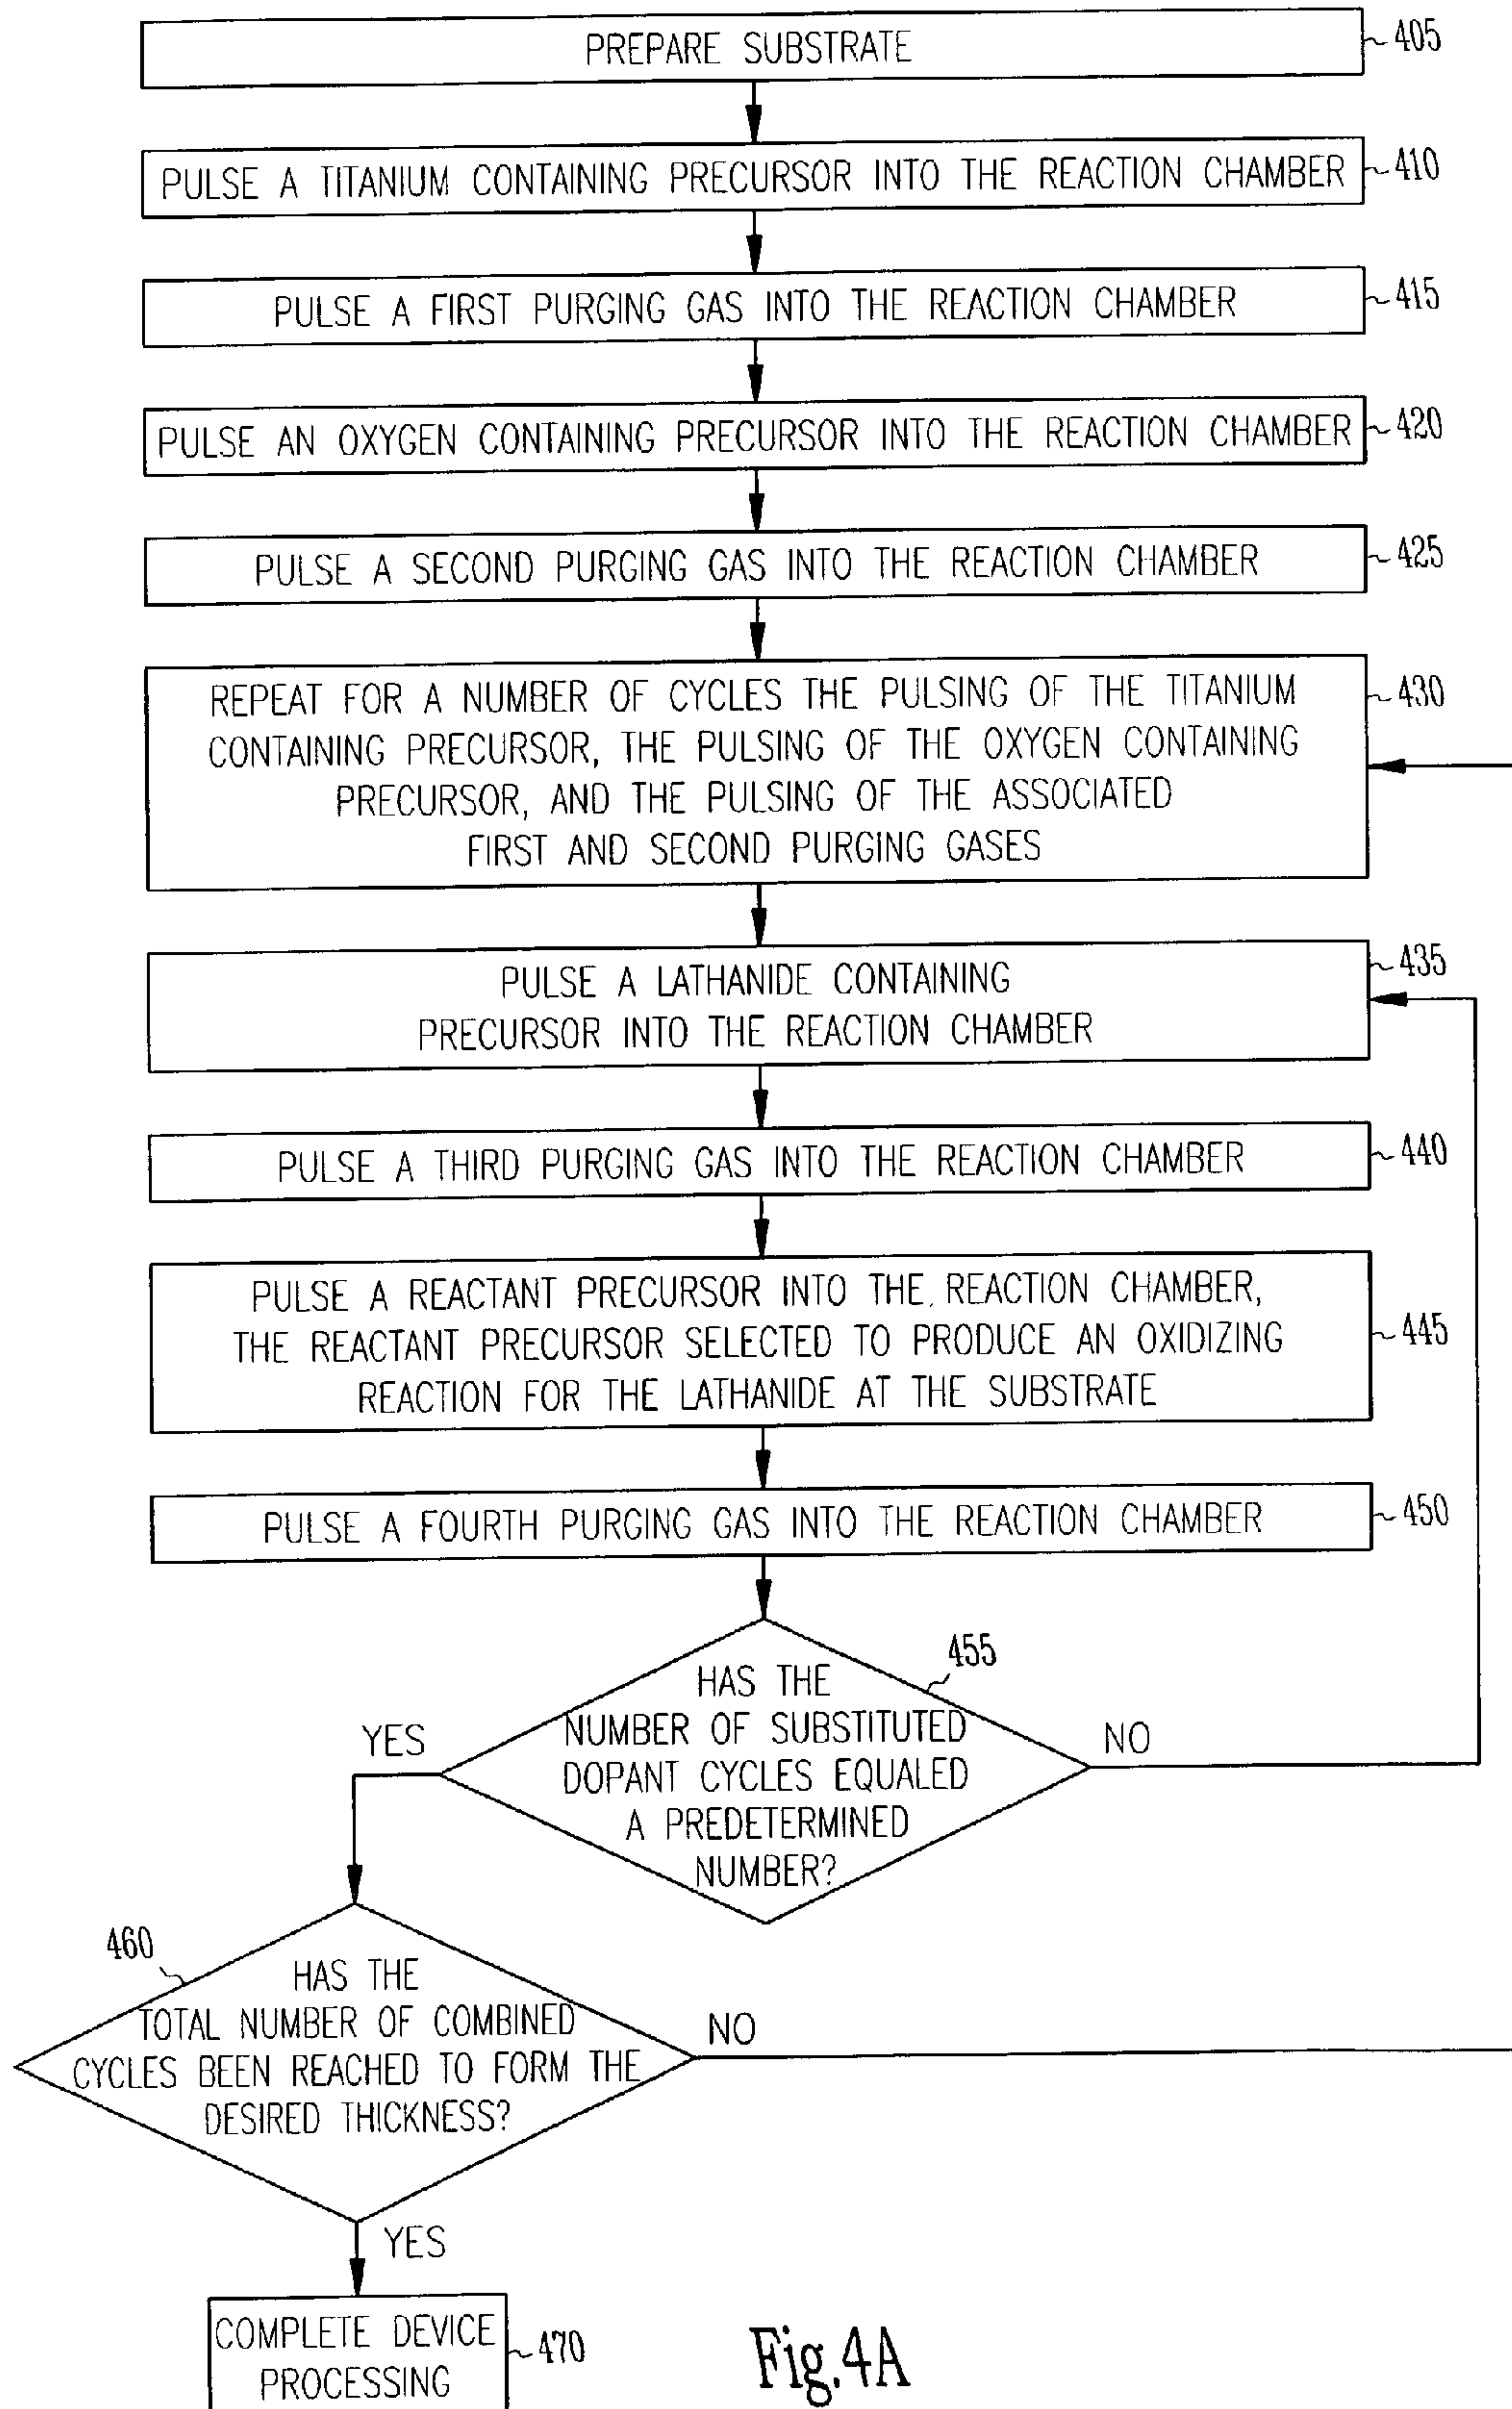 PREPARE SUBSTRATE
405
PULSE A TITANIUM CONTAINING PRECURSOR INTO THE REACTION CHAMBER
410
PULSE A FIRST PURGING GAS INTO THE REACTION CHAMBER
415
PULSE AN OXYGEN CONTAINING PRECURSOR INTO THE REACTION CHAMBER
420
PULSE A SECOND PURGING GAS INTO THE REACTION CHAMBER
425
REPEAT FOR A NUMBER OF CYCLES THE PULSING OF THE TITANIUM
CONTAINING PRECURSOR, THE PULSING OF THE OXYGEN CONTAINING
PRECURSOR, AND THE PULSING OF THE ASSOCIATED
FIRST AND SECOND PURGING GASES
430
PULSE A LATHANIDE CONTAINING
PRECURSOR INTO THE REACTION CHAMBER
435
PULSE A THIRD PURGING GAS INTO THE REACTION CHAMBER
440
PULSE A REACTANT PRECURSOR INTO THE REACTION CHAMBER,
THE REACTANT PRECURSOR SELECTED TO PRODUCE AN OXIDIZING
REACTION FOR THE LATHANIDE AT THE SUBSTRATE
445
PULSE A FOURTH PURGING GAS INTO THE REACTION CHAMBER
450
HAS THE
NUMBER OF SUBSTITUTED
DOPANT CYCLES EQUALED
A PREDETERMINED
NUMBER?
455
YES
NO
460
HAS THE
TOTAL NUMBER OF COMBINED
CYCLES BEEN REACHED TO FORM THE
DESIRED THICKNESS?
NO
YES
COMPLETE DEVICE
PROCESSING
470
Fig.4A